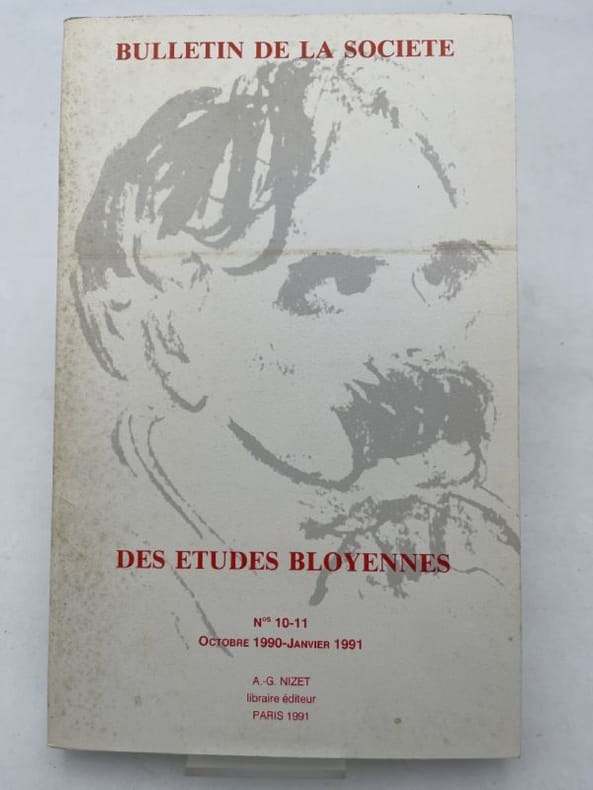 BULLETIN DE LA SOCIETE
DES ETUDES BLOYENNES
Nos 10-11
OCTOBRE 1990-JANVIER 1991
A.-G. NIZET
libraire éditeur
PARIS 1991